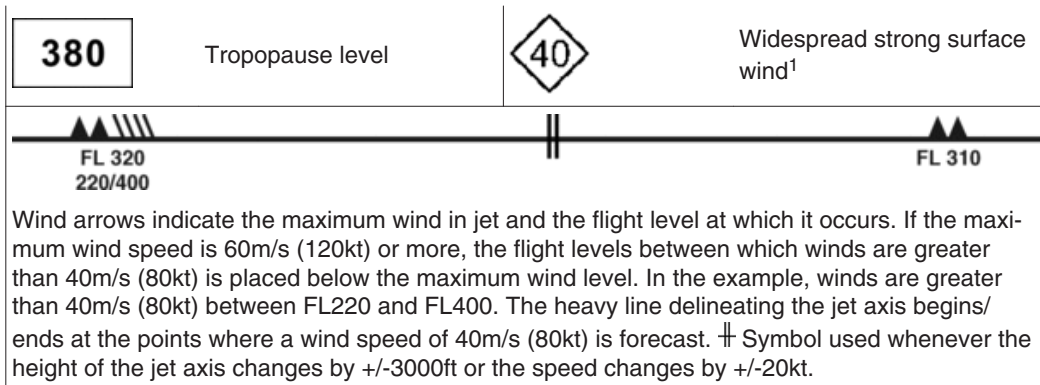 380
Tropopause level
40
Widespread strong surface
wind¹
FL 320
220/400
FL 310
Wind arrows indicate the maximum wind in jet and the flight level at which it occurs. If the maxi-
mum wind speed is 60m/s (120kt) or more, the flight levels between which winds are greater
than 40m/s (80kt) is placed below the maximum wind level. In the example, winds are greater
than 40m/s (80kt) between FL220 and FL400. The heavy line delineating the jet axis begins/
ends at the points where a wind speed of 40m/s (80kt) is forecast. ⧺ Symbol used whenever the
height of the jet axis changes by +/-3000ft or the speed changes by +/-20kt.